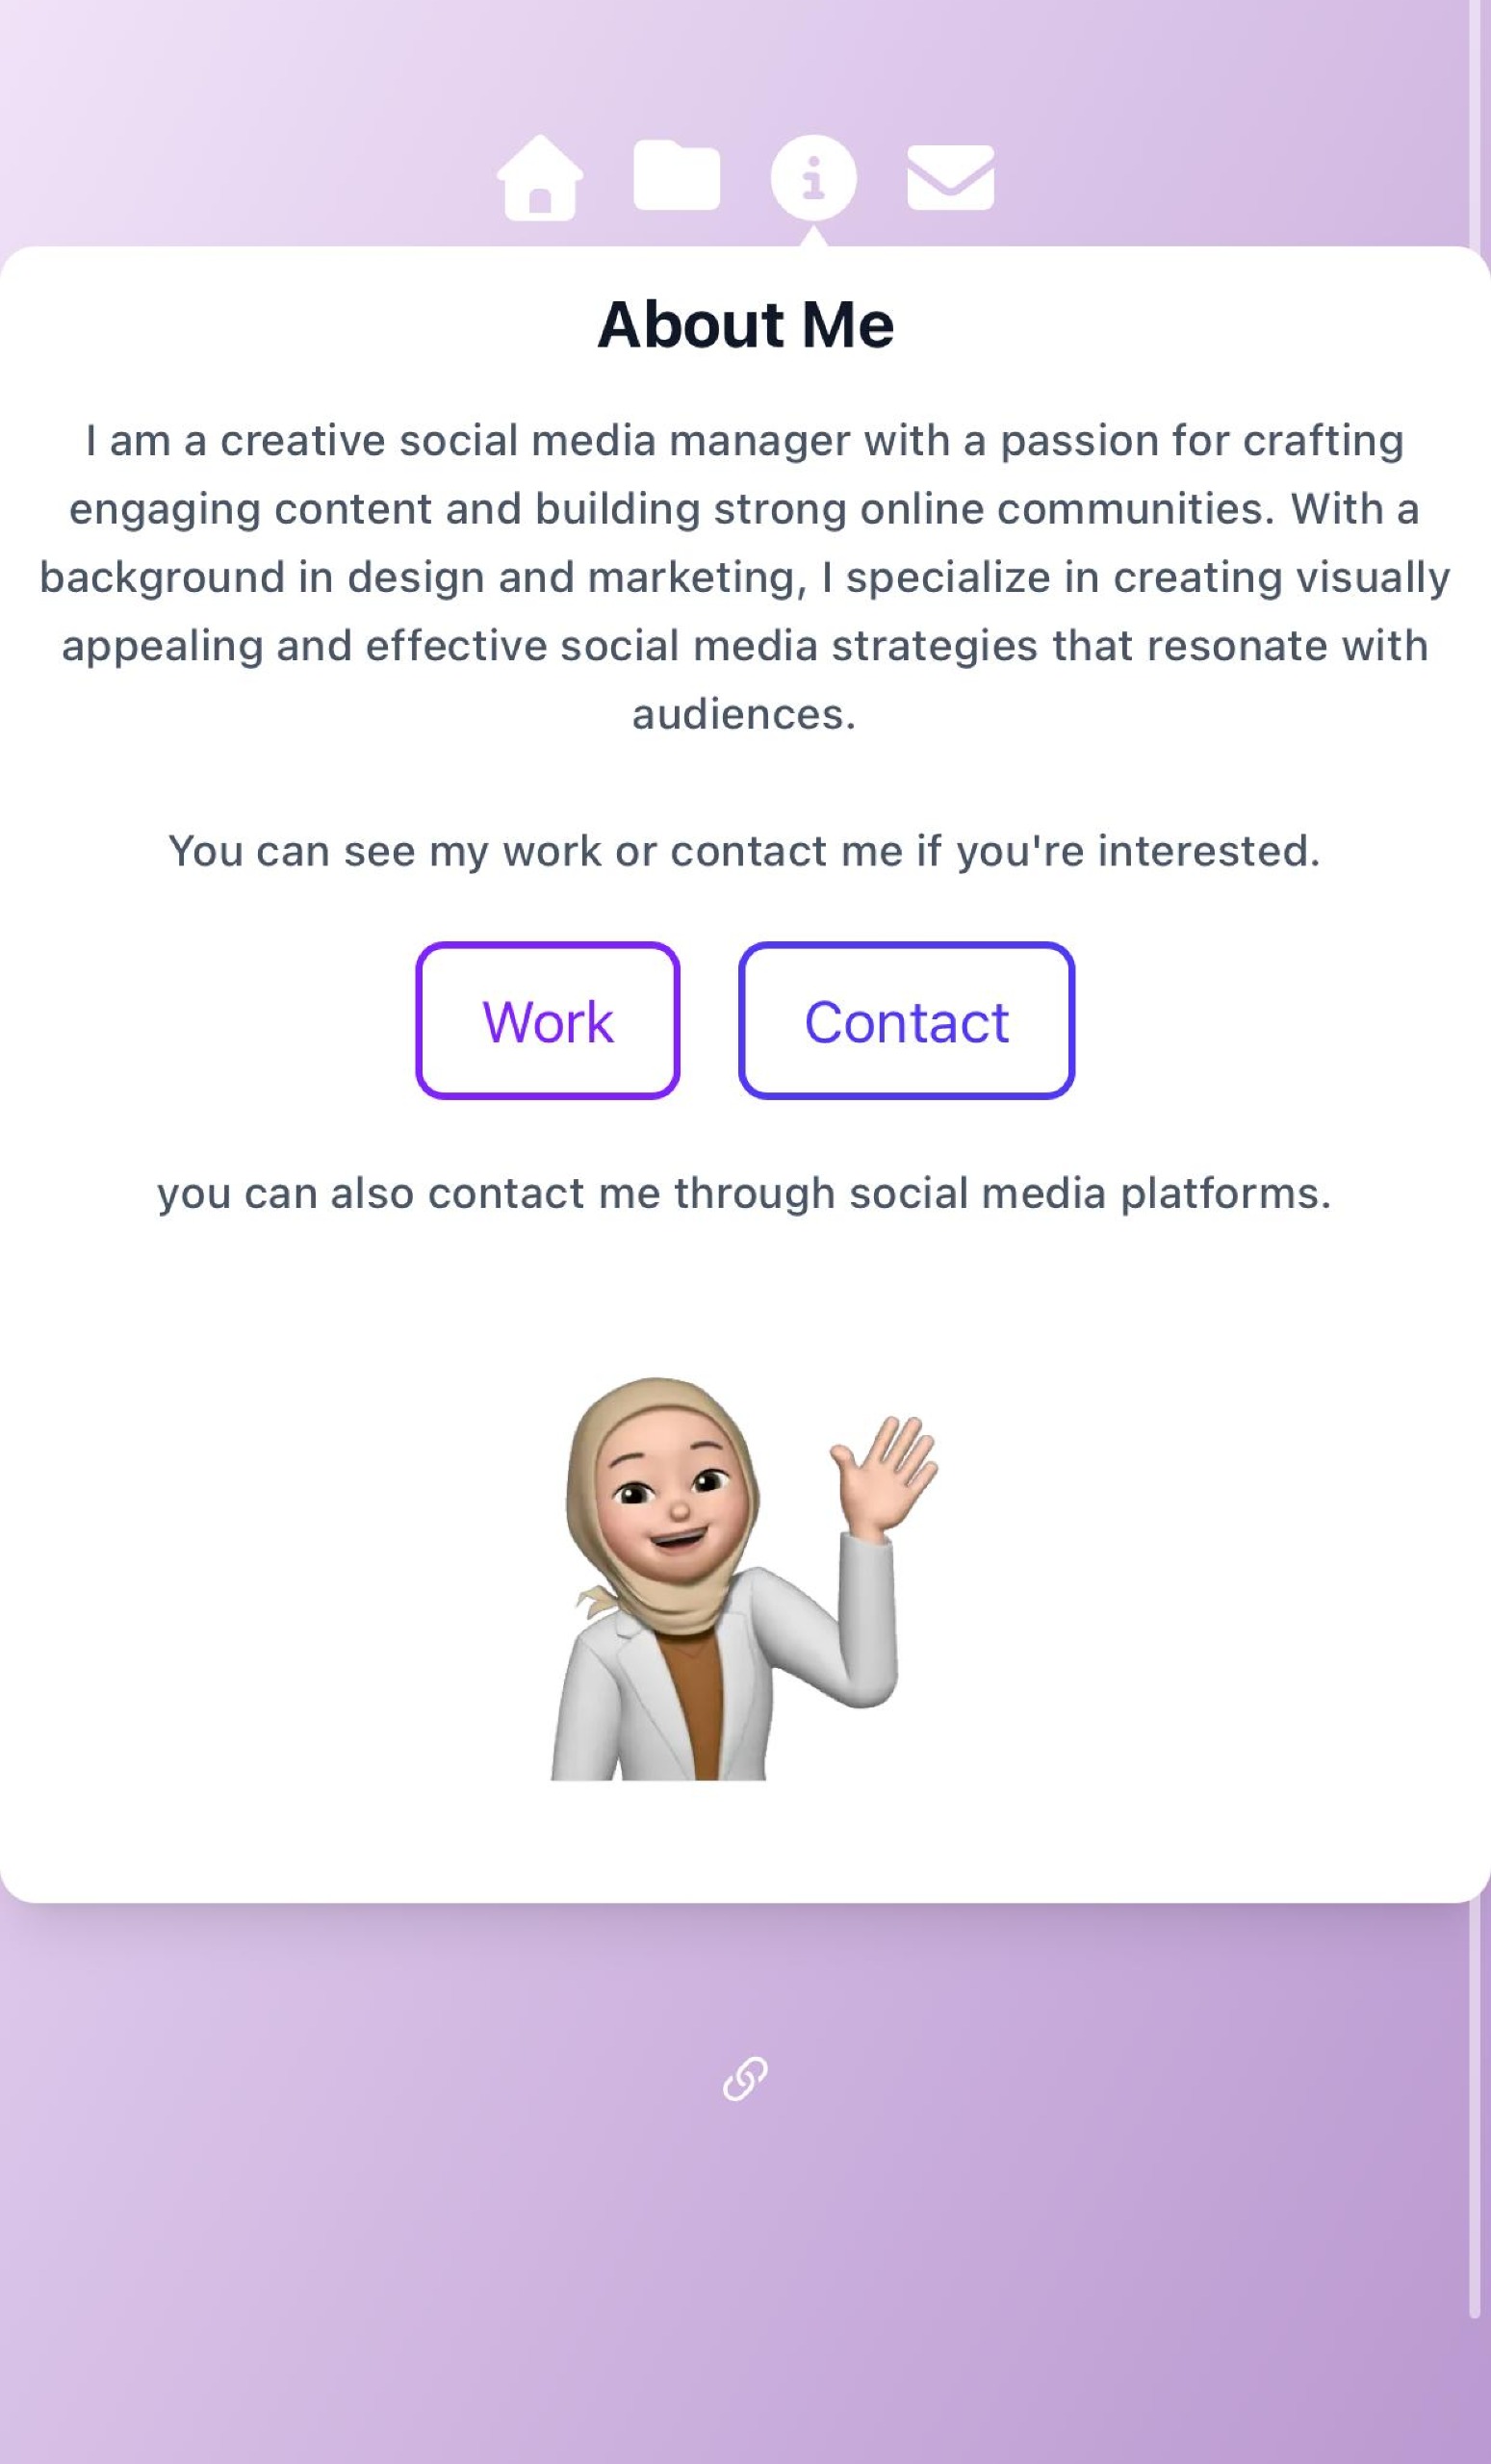 About Me
I am a creative social media manager with a passion for crafting
engaging content and building strong online communities. With a
background in design and marketing, I specialize in creating visually
appealing and effective social media strategies that resonate with
audiences.
You can see my work or contact me if you're interested.
Work
Contact
you can also contact me through social media platforms.